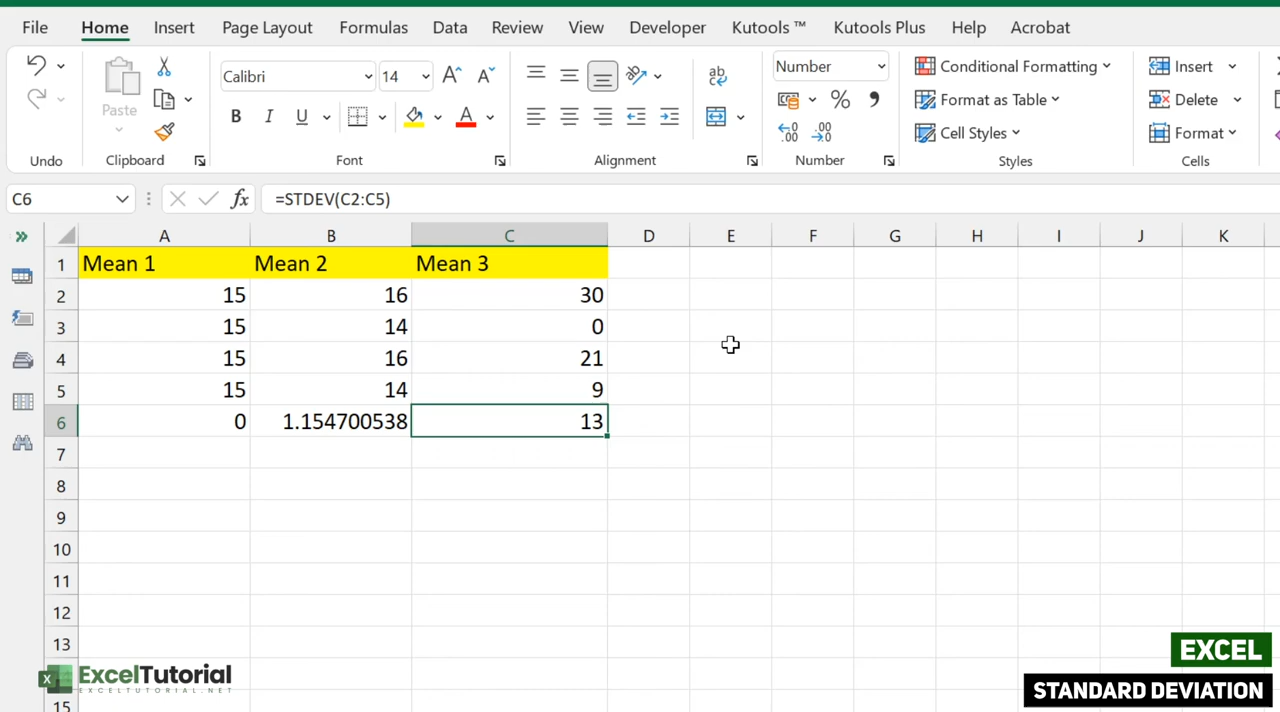 File Home Insert Page Layout Formulas Data Review View Developer Kutools ™ Kutools Plus Help Acrobat
Paste Calibri 14 A A ab Number Conditional Formatting Insert
B I U A % Format as Table Delete
.00 .00 Cell Styles Format
Undo Clipboard Font Alignment Number Styles Cells
C6 fx =STDEV(C2:C5)
A B C D E F G H I J K
1 Mean 1 Mean 2 Mean 3
2 15 16 30
3 15 14 0
4 15 16 21
5 15 14 9
6 0 1.154700538 13
7
8
9
10
11
12
13
15
X ExcelTutorial
EXCELTUTORIAL.NET
EXCEL
STANDARD DEVIATION